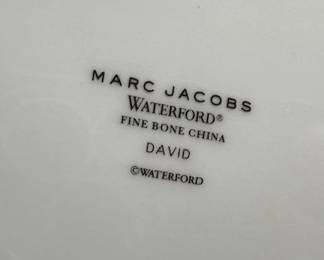 MARC JACOBS
WATERFORD®
FINE BONE CHINA
DAVID
©WATERFORD